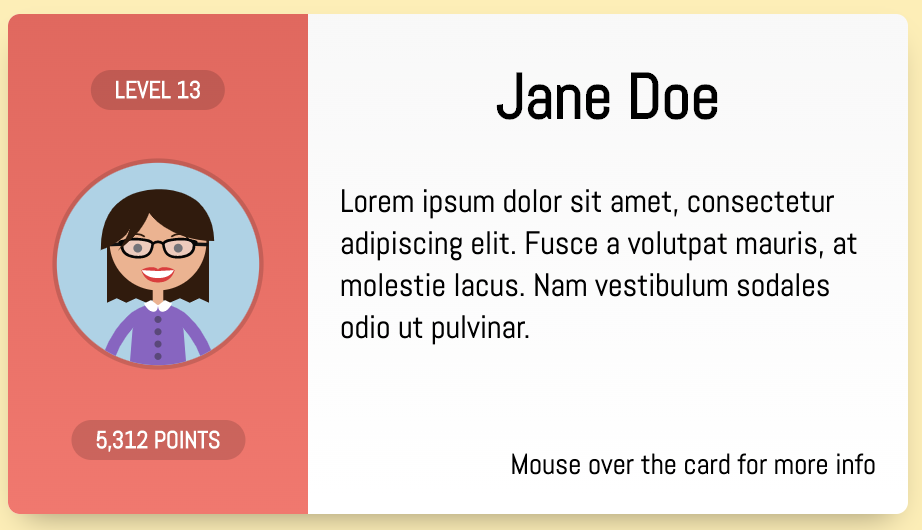 LEVEL 13
5,312 POINTS
Jane Doe
Lorem ipsum dolor sit amet, consectetur
adipiscing elit. Fusce a volutpat mauris, at
molestie lacus. Nam vestibulum sodales
odio ut pulvinar.
Mouse over the card for more info